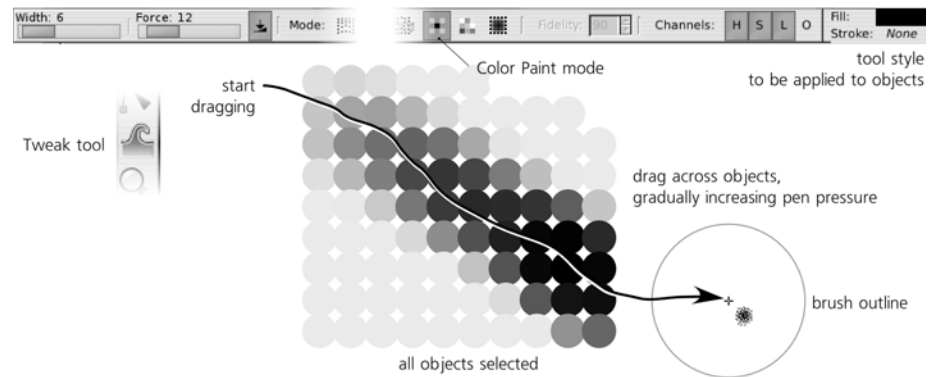 Width: 6 Force: 12 Mode: Fidelity: 90 Channels: H S L O Fill:
Stroke: None
Color Paint mode
tool style
to be applied to objects
start
dragging
Tweak tool
drag across objects,
gradually increasing pen pressure
brush outline
all objects selected